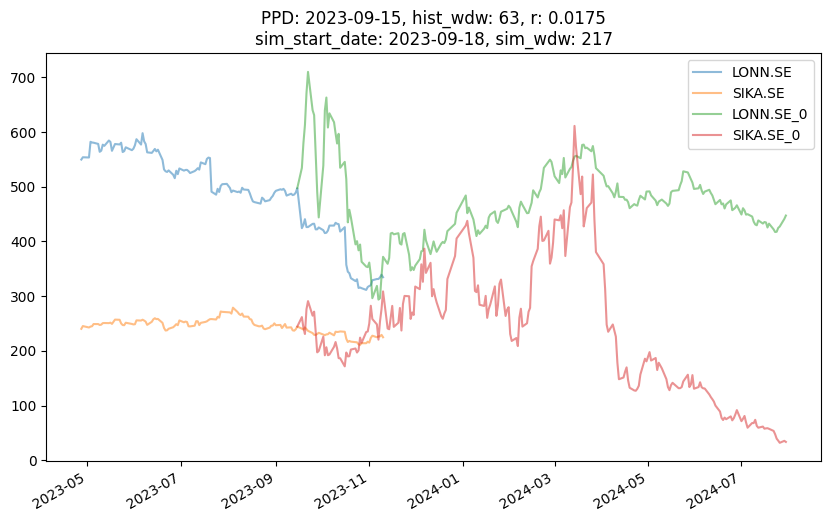 PPD: 2023-09-15, hist_wdw: 63, r: 0.0175
sim_start_date: 2023-09-18, sim_wdw: 217
700
600
500
400
300
200
100
0
LONN.SE
SIKA.SE
LONN.SE_0
SIKA.SE_0
2023-05
2023-07
2023-09
2023-11
2024-01
2024-03
2024-05
2024-07